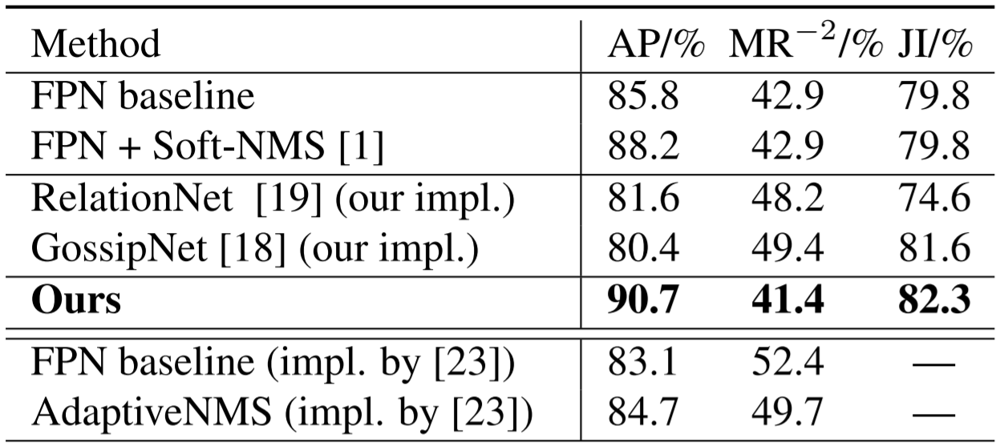 Method AP/% MR⁻²/% JI/%
FPN baseline 85.8 42.9 79.8
FPN + Soft-NMS [1] 88.2 42.9 79.8
RelationNet [19] (our impl.) 81.6 48.2 74.6
GossipNet [18] (our impl.) 80.4 49.4 81.6
Ours 90.7 41.4 82.3
FPN baseline (impl. by [23]) 83.1 52.4 —
AdaptiveNMS (impl. by [23]) 84.7 49.7 —